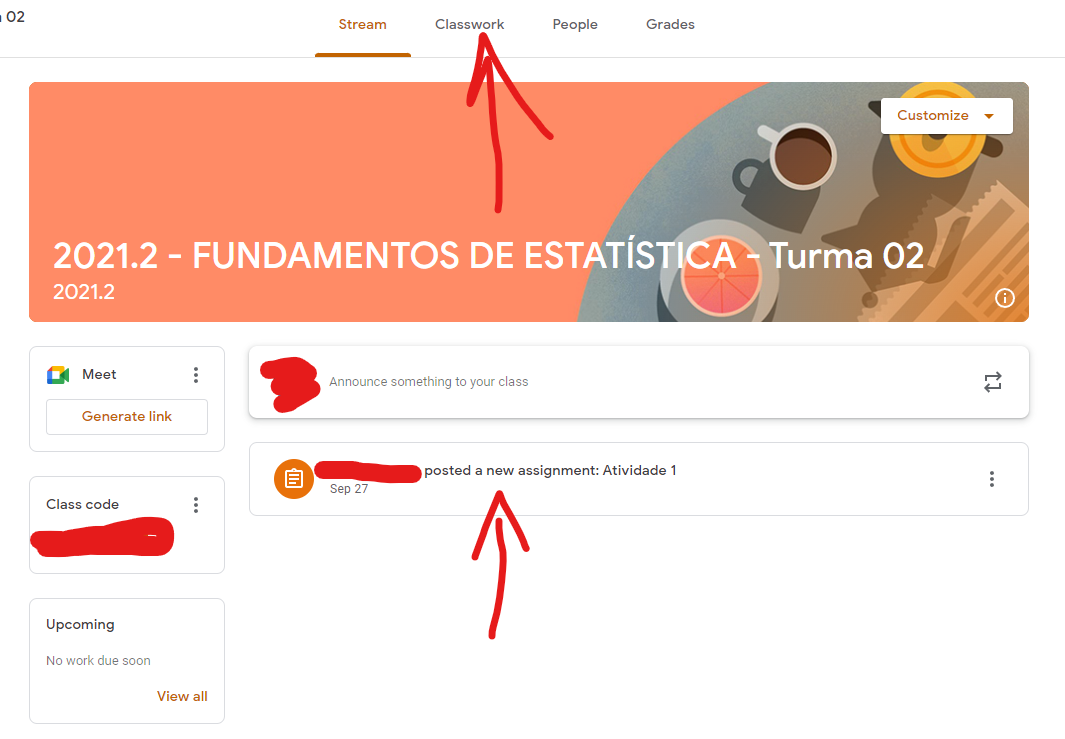 02
Stream Classwork People Grades
Customize
2021.2 - FUNDAMENTOS DE ESTATÍSTICA - Turma 02
2021.2
Meet
Generate link
Announce something to your class
posted a new assignment: Atividade 1
Sep 27
Class code
Upcoming
No work due soon
View all